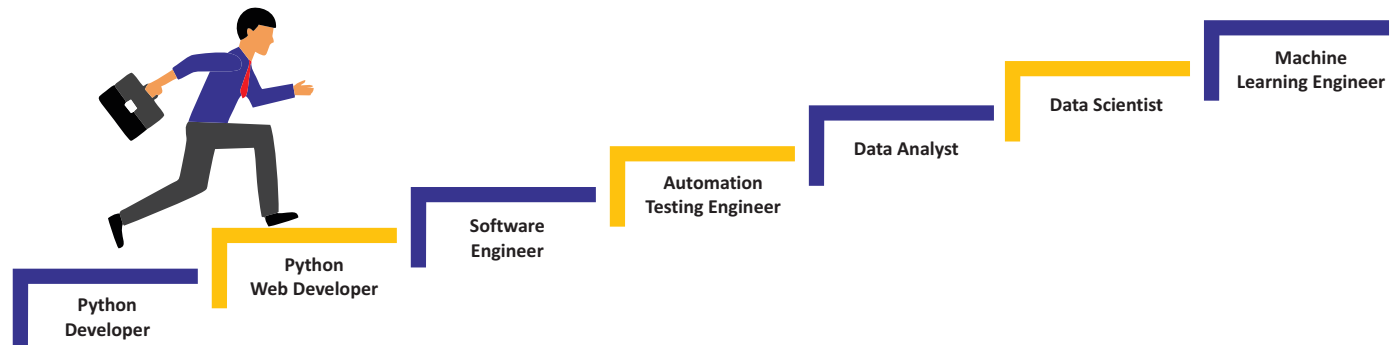 Python
Developer
Python
Web Developer
Software
Engineer
Automation
Testing Engineer
Data Analyst
Data Scientist
Machine
Learning Engineer